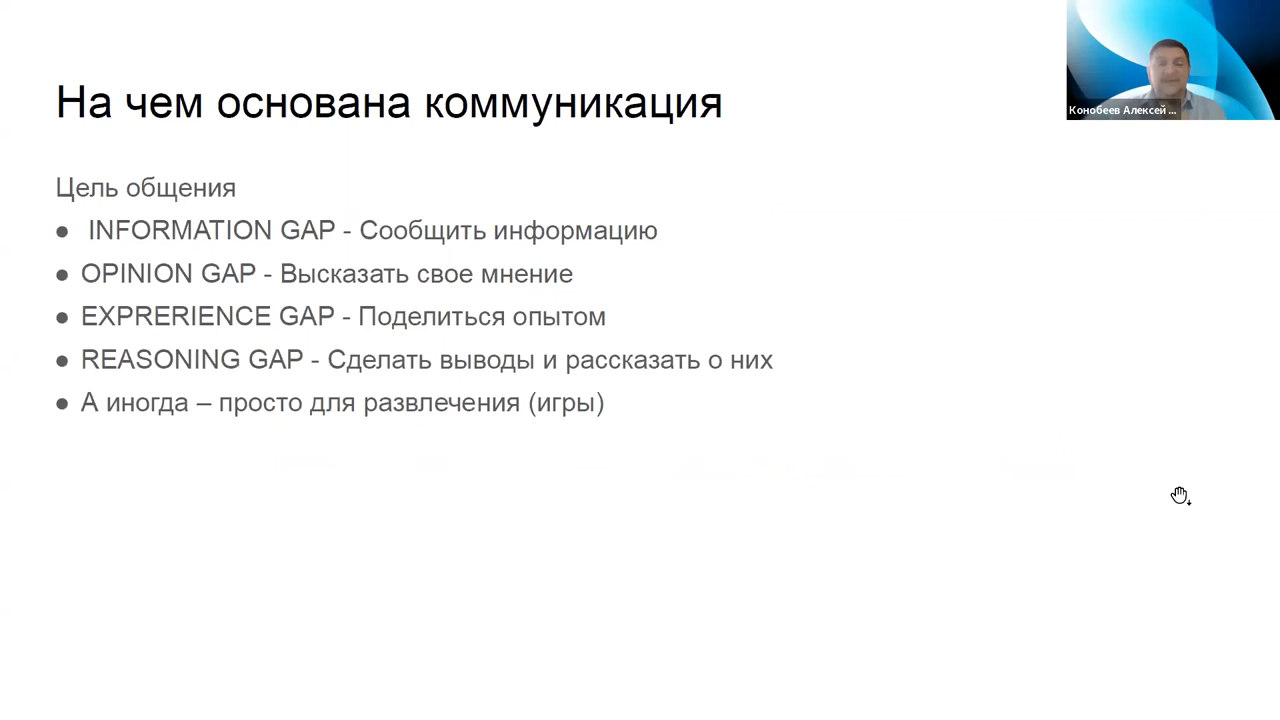 На чем основана коммуникация
Конобеев Алексей ...
Цель общения
● INFORMATION GAP - Сообщить информацию
● OPINION GAP - Высказать свое мнение
● EXPRERIENCE GAP - Поделиться опытом
● REASONING GAP - Сделать выводы и рассказать о них
● А иногда – просто для развлечения (игры)